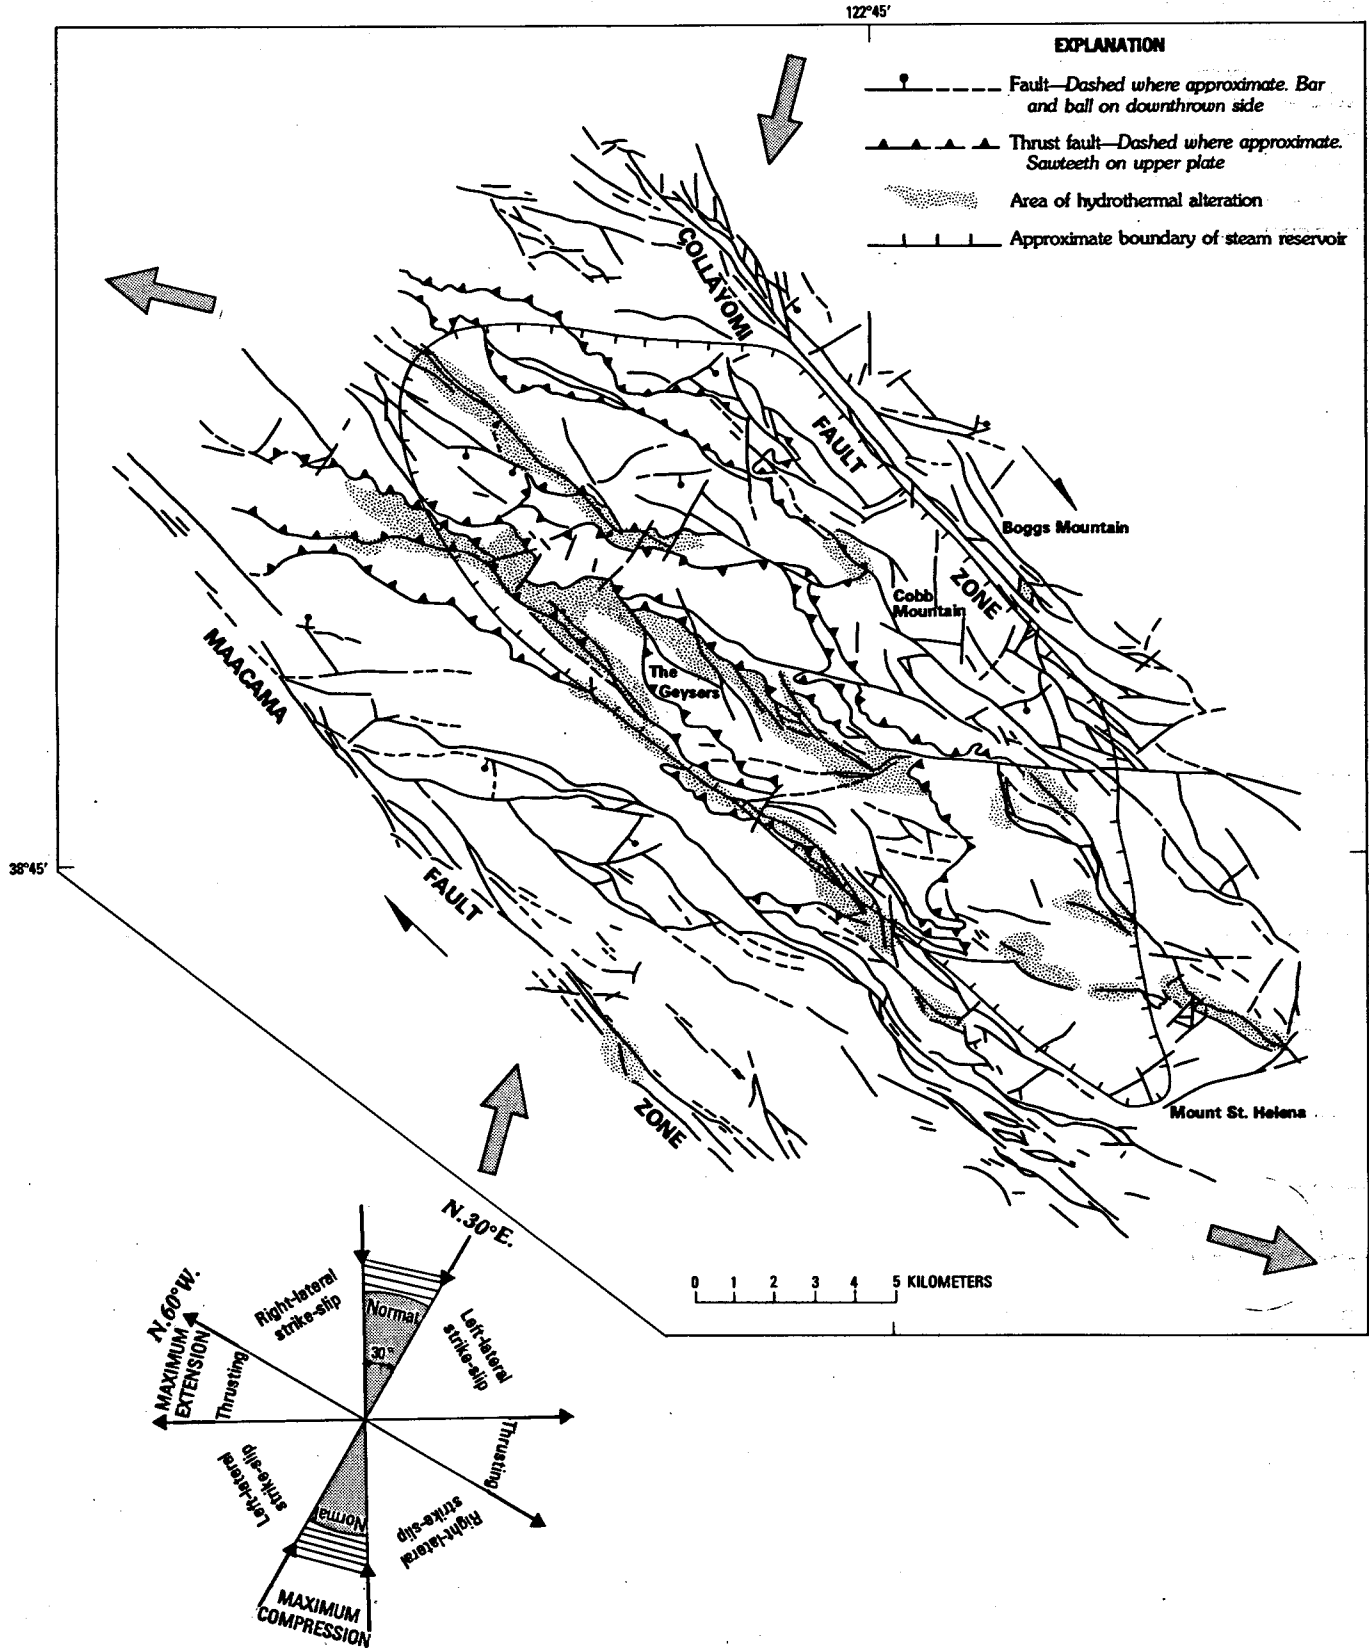 122°45'
EXPLANATION
Fault—Dashed where approximate. Bar
and ball on downthrown side
Thrust fault—Dashed where approximate.
Sawteeth on upper plate
Area of hydrothermal alteration
Approximate boundary of steam reservoir
COLLAYOMI
FAULT
ZONE
Boggs Mountain
Cobb
Mountain
The
Geysers
MAACAMA
FAULT
ZONE
38°45'
Mount St. Helena
0 1 2 3 4 5 KILOMETERS
N.30°E.
N.60°W.
Right-lateral
strike-slip
Normal
30°
Left-lateral
strike-slip
MAXIMUM
EXTENSION
Thrusting
Thrusting
Left-lateral
strike-slip
Normal
Right-lateral
strike-slip
MAXIMUM
COMPRESSION